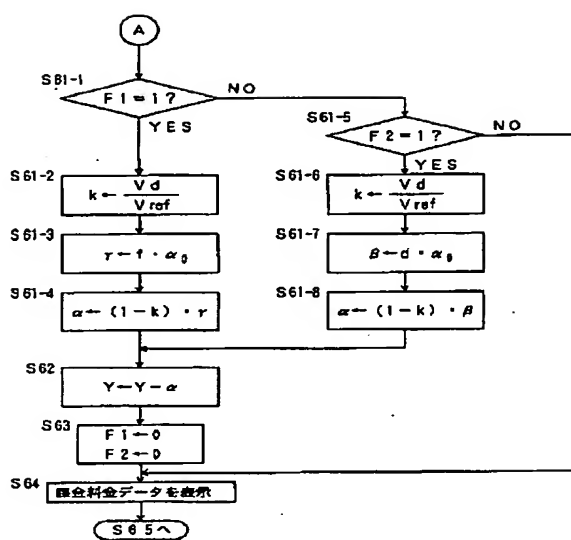 A
S61-1
F1=1?
NO
YES
S61-5
F2=1?
NO
YES
S61-2
k←Vd/Vref
S61-6
k←Vd/Vref
S61-3
γ←t・α0
S61-7
β←d・α0
S61-4
α←(1-k)・γ
S61-8
α←(1-k)・β
S62
Y←Y-α
S63
F1←0
F2←0
S64
課金料金データを表示
S65へ